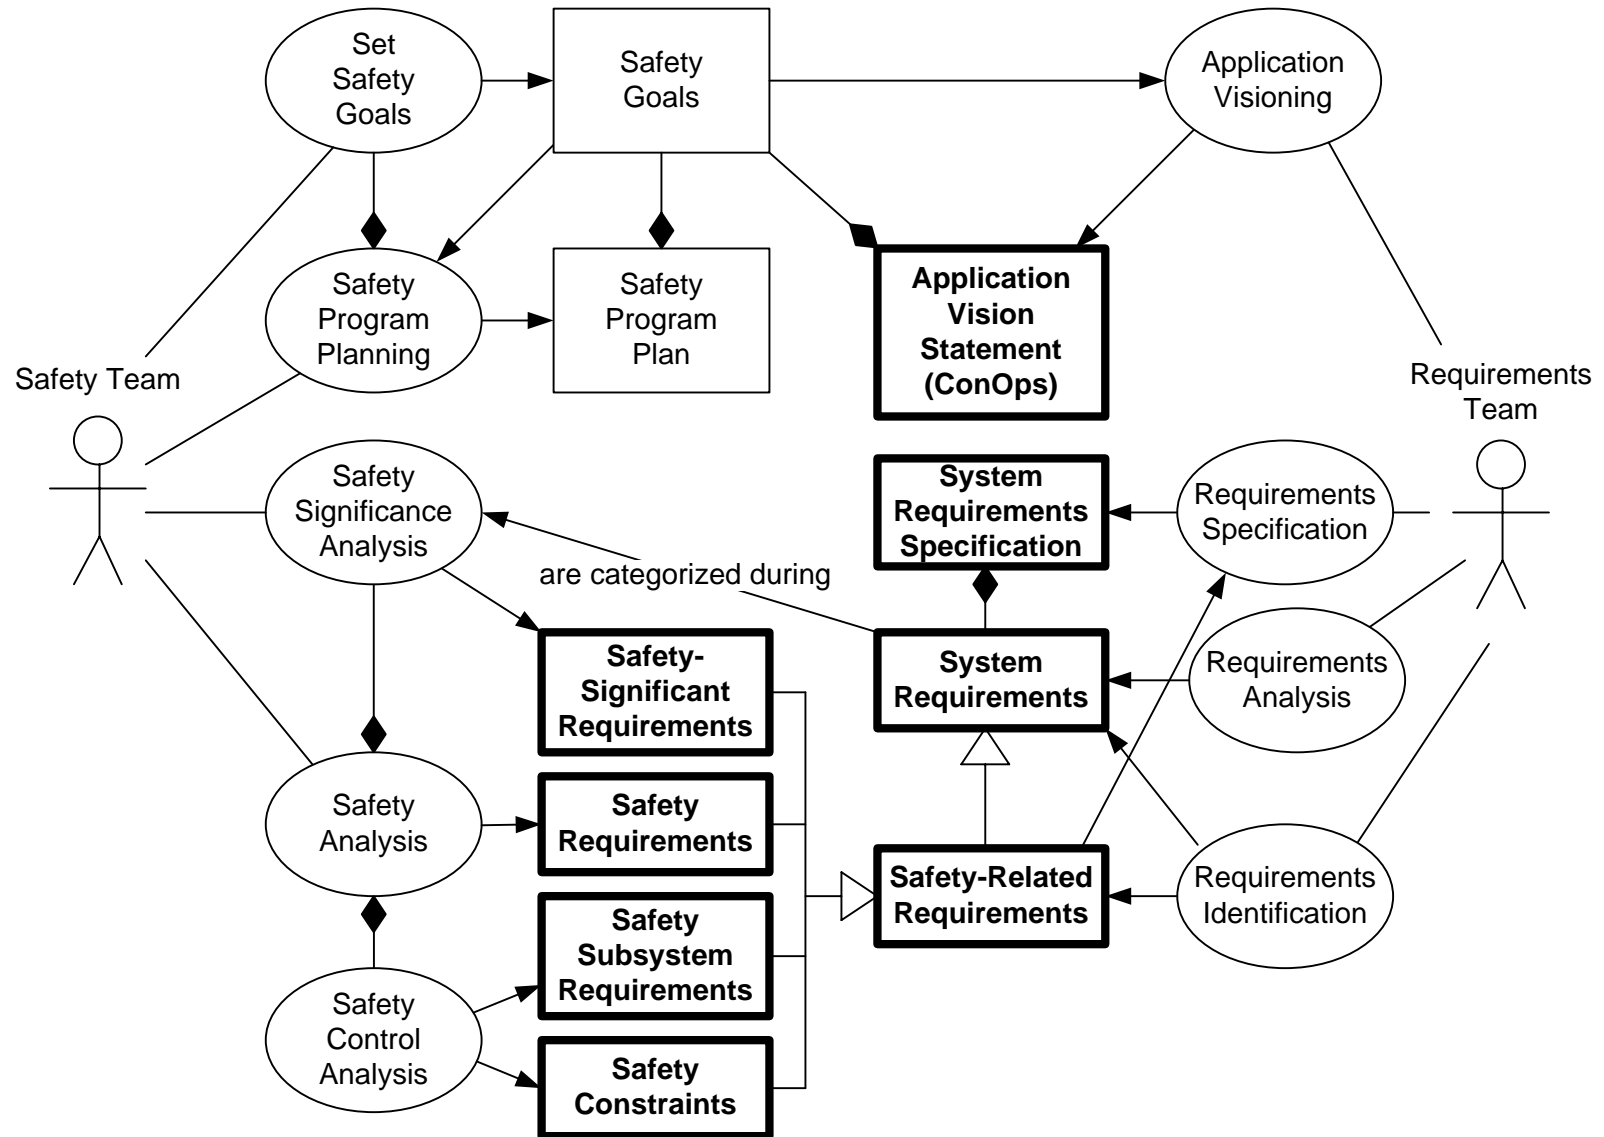 Set
Safety
Goals
Safety
Goals
Application
Visioning
Safety
Program
Planning
Safety
Program
Plan
Application
Vision
Statement
(ConOps)
Safety Team
Requirements
Team
Safety
Significance
Analysis
System
Requirements
Specification
Requirements
Specification
are categorized during
Safety-
Significant
Requirements
System
Requirements
Requirements
Analysis
Safety
Analysis
Safety
Requirements
Safety-Related
Requirements
Requirements
Identification
Safety
Subsystem
Requirements
Safety
Control
Analysis
Safety
Constraints